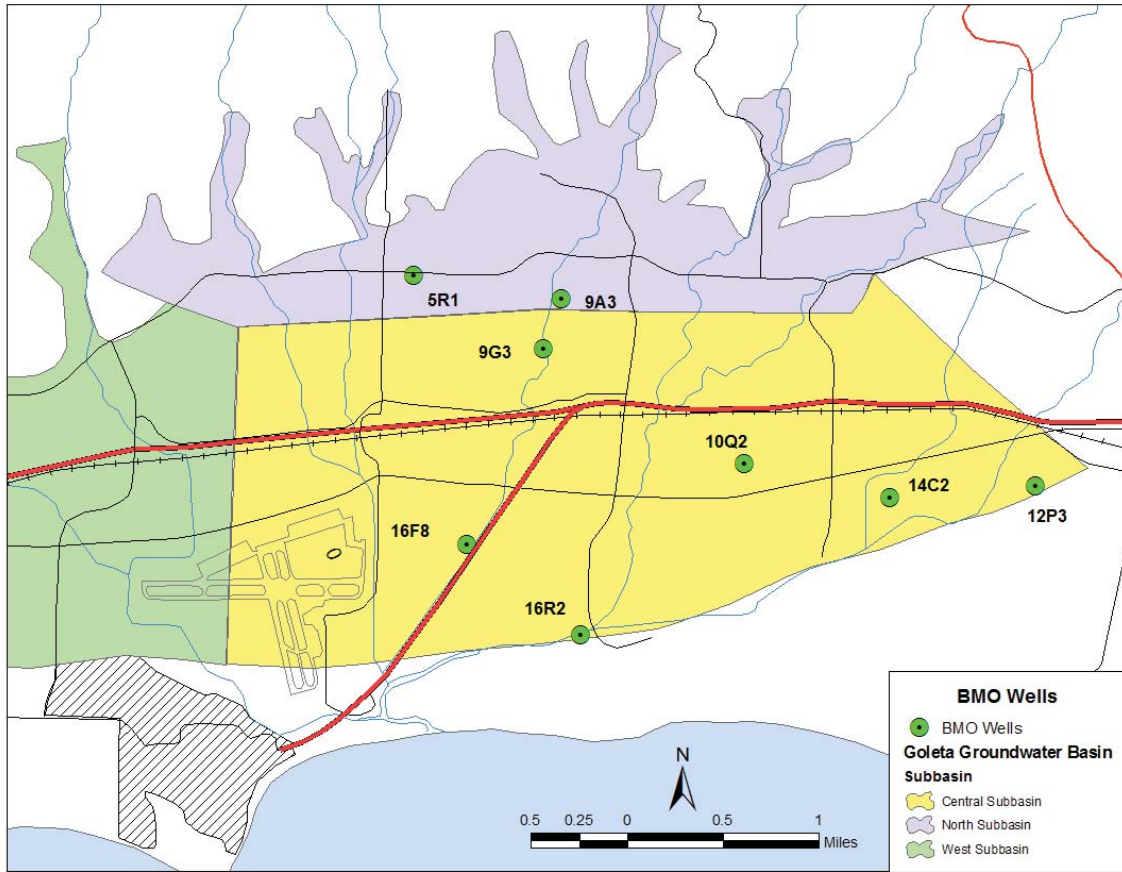 5R1
9A3
9G3
10Q2
14C2
12P3
16F8
16R2
N
0.5 0.25 0 0.5 1
Miles
BMO Wells
BMO Wells
Goleta Groundwater Basin
Subbasin
Central Subbasin
North Subbasin
West Subbasin